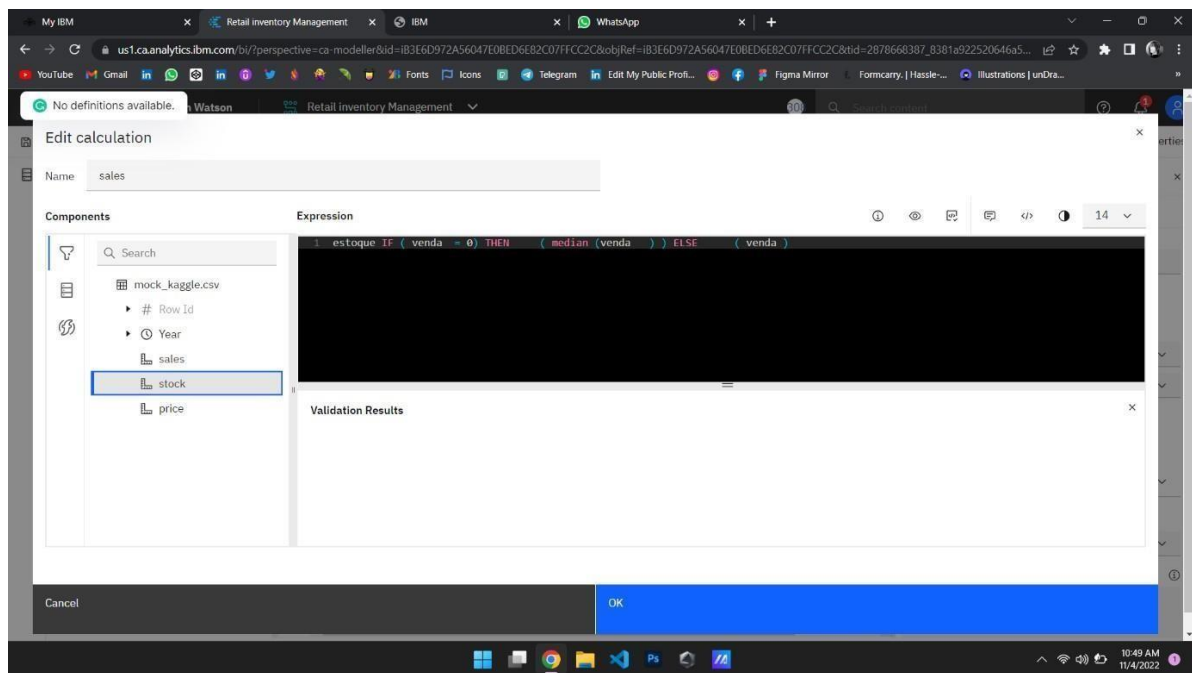 My IBM
Retail inventory Management
IBM
WhatsApp
us1.ca.analytics.ibm.com/bi/?perspective=ca-modeller&id=iB3E6D972A56047E0BED6E82C07FFCC2C&objRef=iB3E6D972A56047E0BED6E82C07FFCC2C&tid=2878668387_8381a922520646a5...
YouTube Gmail Fonts Icons Telegram Edit My Public Profi... Figma Mirror Formcarry. | Hassle-... Illustrations | unDra... »
No definitions available. Watson Retail inventory Management Search content
Edit calculation
erties
Name sales
Components Expression 14
1 estoque IF ( venda = 0) THEN ( median (venda ) ) ELSE ( venda )
Search
mock_kaggle.csv
# Row Id
Year
sales
stock
price
Validation Results
Cancel OK
10:49 AM
11/4/2022 1